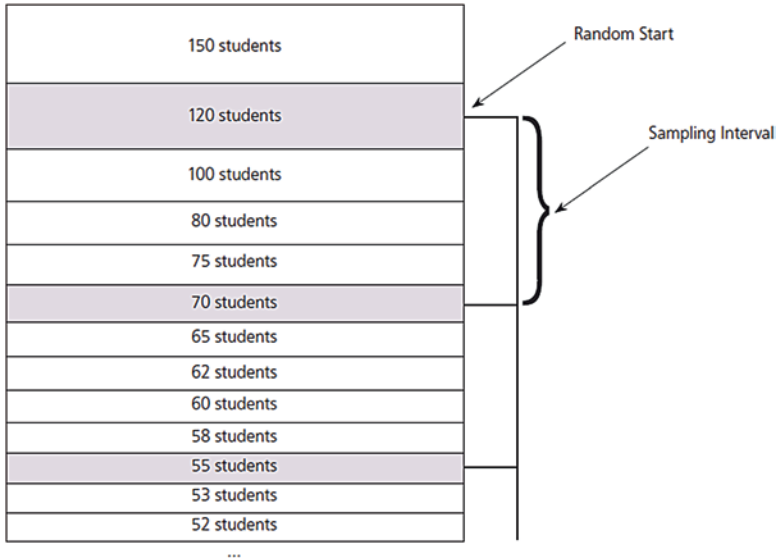 150 students
Random Start
120 students
Sampling Interval
100 students
80 students
75 students
70 students
65 students
62 students
60 students
58 students
55 students
53 students
52 students
...